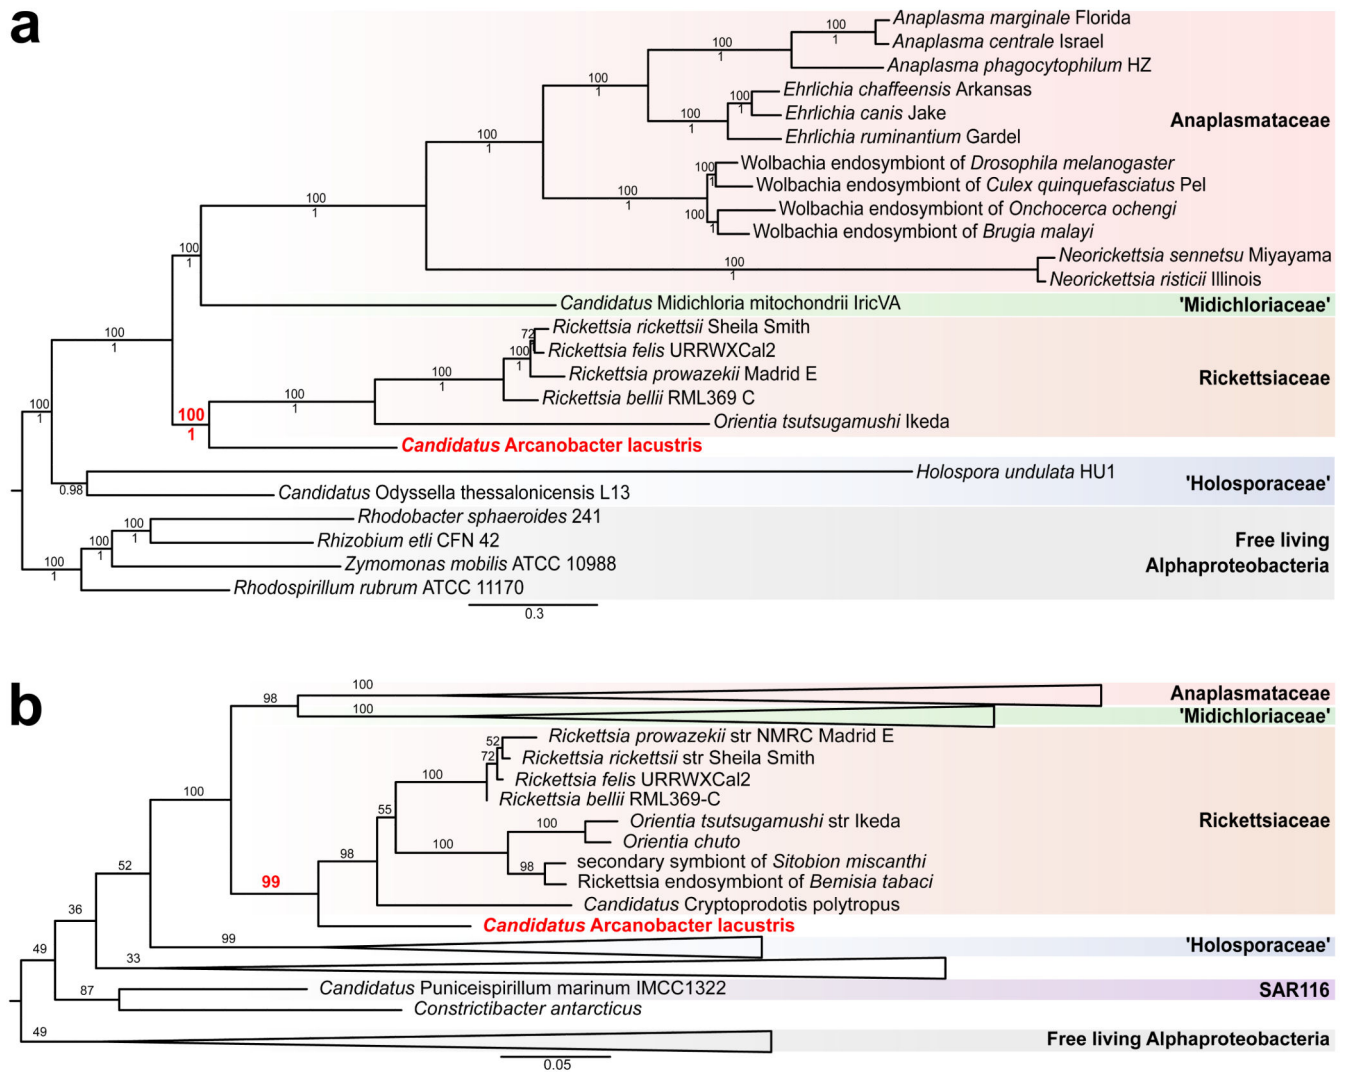 a
Anaplasma marginale Florida
100
1
Anaplasma centrale Israel
100
1
Anaplasma phagocytophilum HZ
100
1
Ehrlichia chaffeensis Arkansas
100
1
Ehrlichia canis Jake
100
1
Anaplasmataceae
Ehrlichia ruminantium Gardel
100
1
Wolbachia endosymbiont of Drosophila melanogaster
100
1
Wolbachia endosymbiont of Culex quinquefasciatus Pel
100
1
100
1
Wolbachia endosymbiont of Onchocerca ochengi
100
1
Wolbachia endosymbiont of Brugia malayi
Neorickettsia sennetsu Miyayama
100
1
100
1
Neorickettsia risticii Illinois
Candidatus Midichloria mitochondrii IricVA
'Midichloriaceae'
Rickettsia rickettsii Sheila Smith
72
100
1
Rickettsia felis URRWXCal2
100
1
Rickettsia prowazekii Madrid E
Rickettsiaceae
100
1
Rickettsia bellii RML369 C
100
1
100
1
Orientia tsutsugamushi Ikeda
100
1
Candidatus Arcanobacter lacustris
Holospora undulata HU1
'Holosporaceae'
0.98
Candidatus Odyssella thessalonicensis L13
Rhodobacter sphaeroides 241
100
1
Rhizobium etli CFN 42
Free living
Alphaproteobacteria
100
1
Zymomonas mobilis ATCC 10988
100
1
Rhodospirillum rubrum ATCC 11170
0.3
b
100
Anaplasmataceae
98
100
'Midichloriaceae'
Rickettsia prowazekii str NMRC Madrid E
52
Rickettsia rickettsii str Sheila Smith
72
Rickettsia felis URRWXCal2
100
Rickettsia bellii RML369-C
100
55
Orientia tsutsugamushi str Ikeda
100
Rickettsiaceae
Orientia chuto
100
98
secondary symbiont of Sitobion miscanthi
98
52
Rickettsia endosymbiont of Bemisia tabaci
99
Candidatus Cryptoprodotis polytropus
36
Candidatus Arcanobacter lacustris
99
'Holosporaceae'
49
33
87
Candidatus Puniceispirillum marinum IMCC1322
SAR116
Constrictibacter antarcticus
49
Free living Alphaproteobacteria
0.05